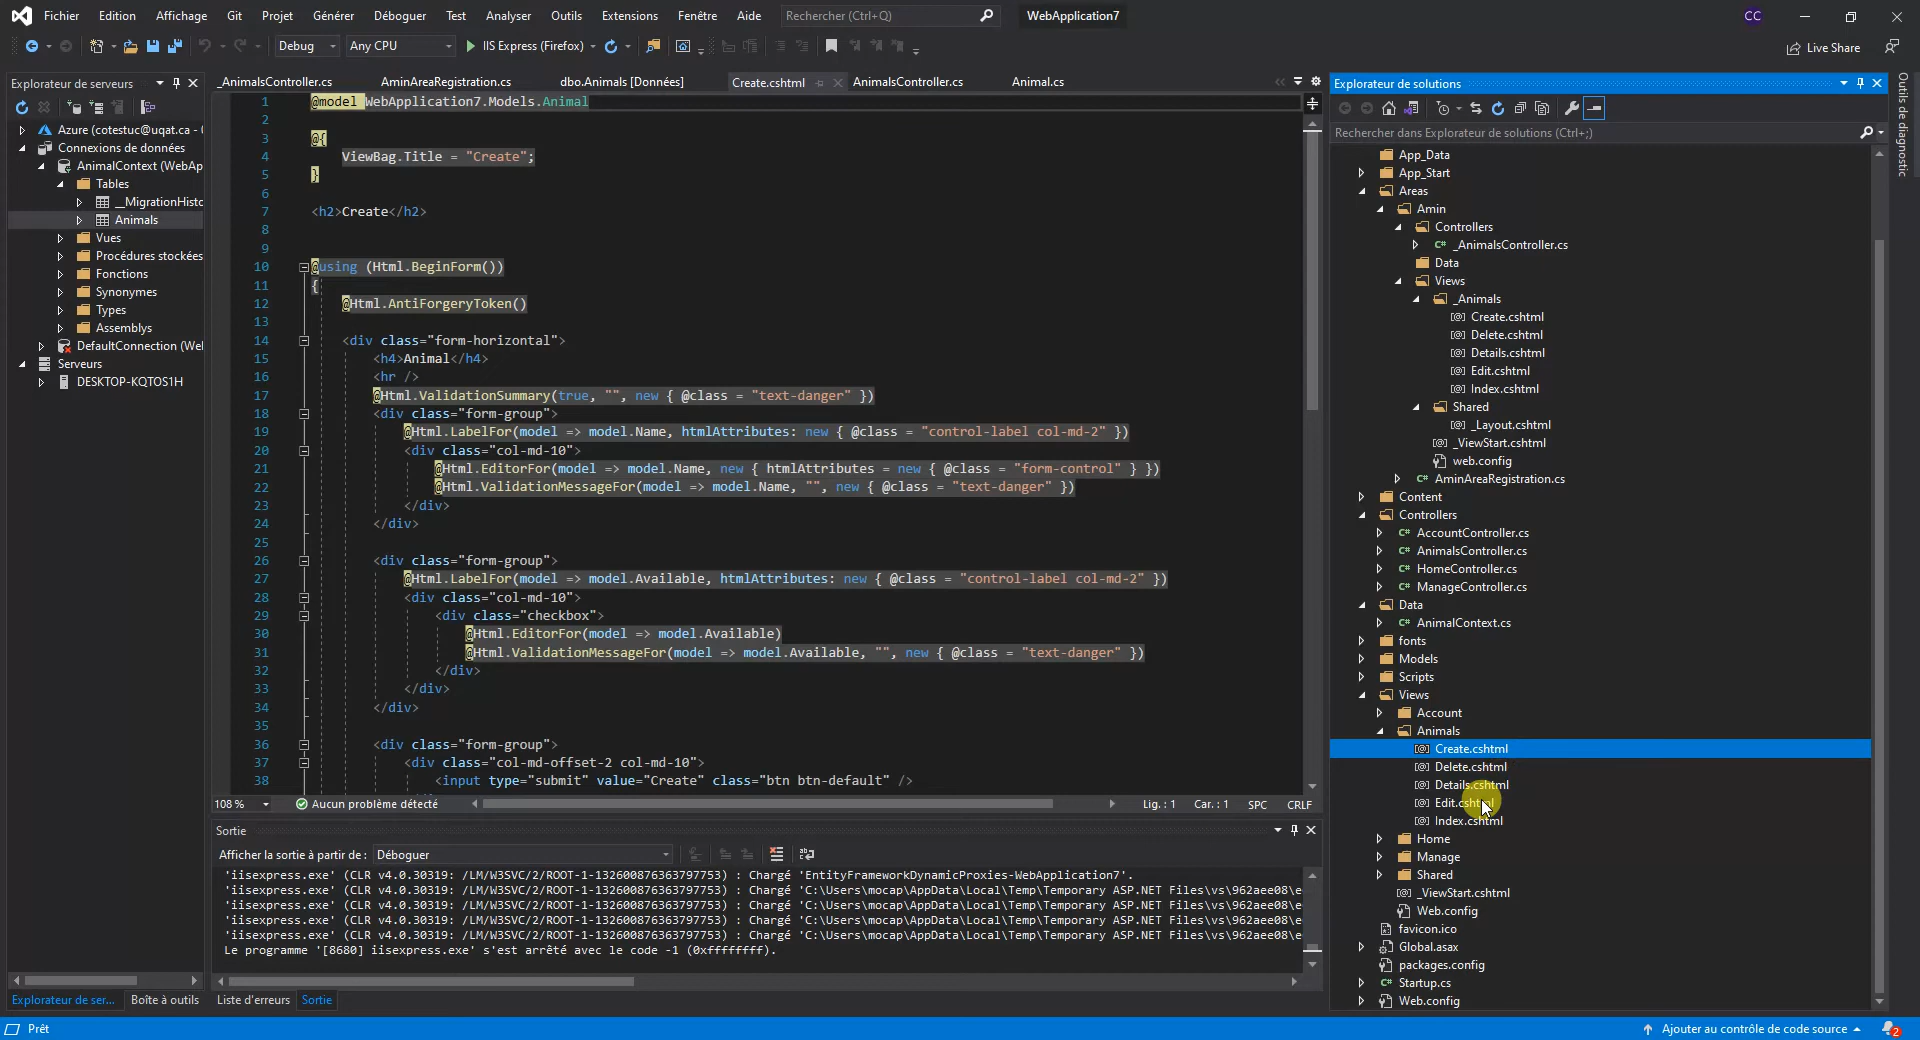 Fichier Edition Affichage Git Projet Générer Déboguer Test Analyser Outils Extensions Fenêtre Aide Rechercher (Ctrl+Q) WebApplication7 CC
Debug Any CPU IIS Express (Firefox) Live Share
Explorateur de serveurs
Azure (cotestuc@uqat.ca -
Connexions de données
AnimalContext (WebAp
Tables
__MigrationHisto
Animals
Vues
Procédures stockées
Fonctions
Synonymes
Types
Assemblys
DefaultConnection (We
Serveurs
DESKTOP-KQTOS1H
Explorateur de ser... Boîte à outils
_AnimalsController.cs AminAreaRegistration.cs dbo.Animals [Données] Create.cshtml AnimalsController.cs Animal.cs
1 @model WebApplication7.Models.Animal
2
3 @{
4 ViewBag.Title = "Create";
5 }
6
7 <h2>Create</h2>
8
9
10 @using (Html.BeginForm())
11 {
12 @Html.AntiForgeryToken()
13
14 <div class="form-horizontal">
15 <h4>Animal</h4>
16 <hr />
17 @Html.ValidationSummary(true, "", new { @class = "text-danger" })
18 <div class="form-group">
19 @Html.LabelFor(model => model.Name, htmlAttributes: new { @class = "control-label col-md-2" })
20 <div class="col-md-10">
21 @Html.EditorFor(model => model.Name, new { htmlAttributes = new { @class = "form-control" } })
22 @Html.ValidationMessageFor(model => model.Name, "", new { @class = "text-danger" })
23 </div>
24 </div>
25
26 <div class="form-group">
27 @Html.LabelFor(model => model.Available, htmlAttributes: new { @class = "control-label col-md-2" })
28 <div class="col-md-10">
29 <div class="checkbox">
30 @Html.EditorFor(model => model.Available)
31 @Html.ValidationMessageFor(model => model.Available, "", new { @class = "text-danger" })
32 </div>
33 </div>
34 </div>
35
36 <div class="form-group">
37 <div class="col-md-offset-2 col-md-10">
38 <input type="submit" value="Create" class="btn btn-default" />
108 % Aucun problème détecté Lig. : 1 Car. : 1 SPC CRLF
Sortie
Afficher la sortie à partir de : Déboguer
'iisexpress.exe' (CLR v4.0.30319: /LM/W3SVC/2/ROOT-1-132600876363797753) : Chargé 'EntityFrameworkDynamicProxies-WebApplication7'.
'iisexpress.exe' (CLR v4.0.30319: /LM/W3SVC/2/ROOT-1-132600876363797753) : Chargé 'C:\Users\mocap\AppData\Local\Temp\Temporary ASP.NET Files\vs\962aee08\e
'iisexpress.exe' (CLR v4.0.30319: /LM/W3SVC/2/ROOT-1-132600876363797753) : Chargé 'C:\Users\mocap\AppData\Local\Temp\Temporary ASP.NET Files\vs\962aee08\e
'iisexpress.exe' (CLR v4.0.30319: /LM/W3SVC/2/ROOT-1-132600876363797753) : Chargé 'C:\Users\mocap\AppData\Local\Temp\Temporary ASP.NET Files\vs\962aee08\e
'iisexpress.exe' (CLR v4.0.30319: /LM/W3SVC/2/ROOT-1-132600876363797753) : Chargé 'C:\Users\mocap\AppData\Local\Temp\Temporary ASP.NET Files\vs\962aee08\e
Le programme '[8680] iisexpress.exe' s'est arrêté avec le code -1 (0xffffffff).
Liste d'erreurs Sortie
Explorateur de solutions
Rechercher dans Explorateur de solutions (Ctrl+;)
App_Data
App_Start
Areas
Amin
Controllers
_AnimalsController.cs
Data
Views
_Animals
Create.cshtml
Delete.cshtml
Details.cshtml
Edit.cshtml
Index.cshtml
Shared
_Layout.cshtml
_ViewStart.cshtml
web.config
AminAreaRegistration.cs
Content
Controllers
AccountController.cs
AnimalsController.cs
HomeController.cs
ManageController.cs
Data
AnimalContext.cs
fonts
Models
Scripts
Views
Account
Animals
Create.cshtml
Delete.cshtml
Details.cshtml
Edit.cshtml
Index.cshtml
Home
Manage
Shared
_ViewStart.cshtml
Web.config
favicon.ico
Global.asax
packages.config
Startup.cs
Web.config
Outils de diagnostic
Prêt Ajouter au contrôle de code source 2